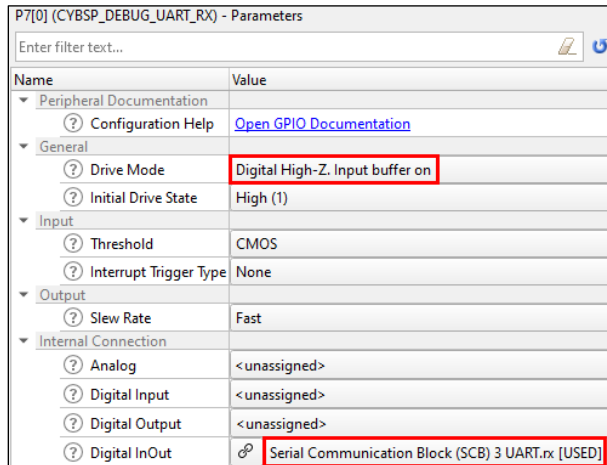 P7[0] (CYBSP_DEBUG_UART_RX) - Parameters
Enter filter text...
Name Value
Peripheral Documentation
? Configuration Help Open GPIO Documentation
General
? Drive Mode Digital High-Z. Input buffer on
? Initial Drive State High (1)
Input
? Threshold CMOS
? Interrupt Trigger Type None
Output
? Slew Rate Fast
Internal Connection
? Analog <unassigned>
? Digital Input <unassigned>
? Digital Output <unassigned>
? Digital InOut Serial Communication Block (SCB) 3 UART.rx [USED]